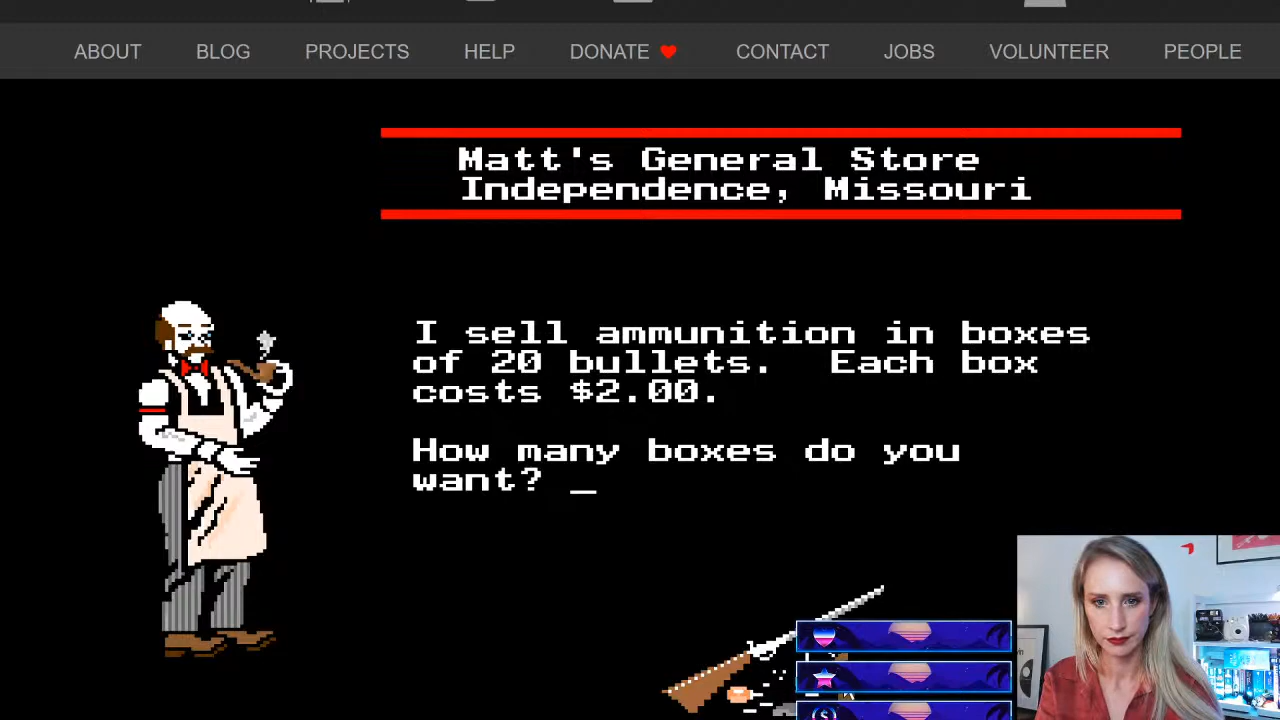 ABOUT BLOG PROJECTS HELP DONATE CONTACT JOBS VOLUNTEER PEOPLE
Matt's General Store
Independence, Missouri
I sell ammunition in boxes
of 20 bullets. Each box
costs $2.00.
How many boxes do you
want? _